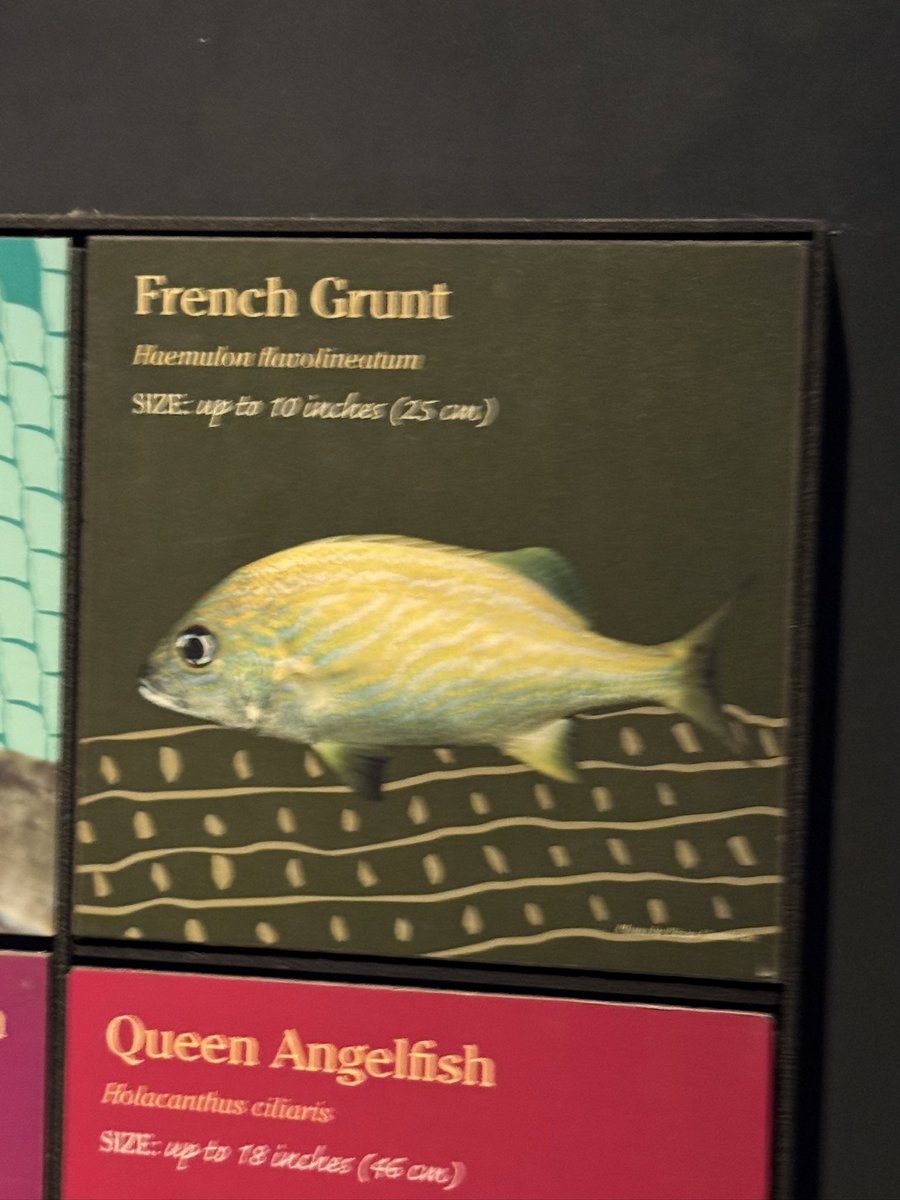 French Grunt
Haemulon flavolineatum
SIZE: up to 10 inches (25 cm)
Queen Angelfish
Holacanthus ciliaris
SIZE: up to 18 inches (46 cm)